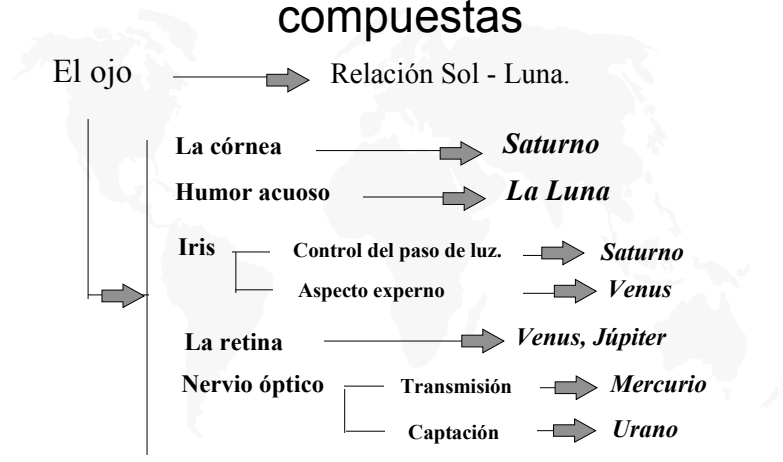 compuestas
El ojo Relación Sol - Luna.
La córnea Saturno
Humor acuoso La Luna
Iris Control del paso de luz. Saturno
Aspecto experno Venus
La retina Venus, Júpiter
Nervio óptico Transmisión Mercurio
Captación Urano